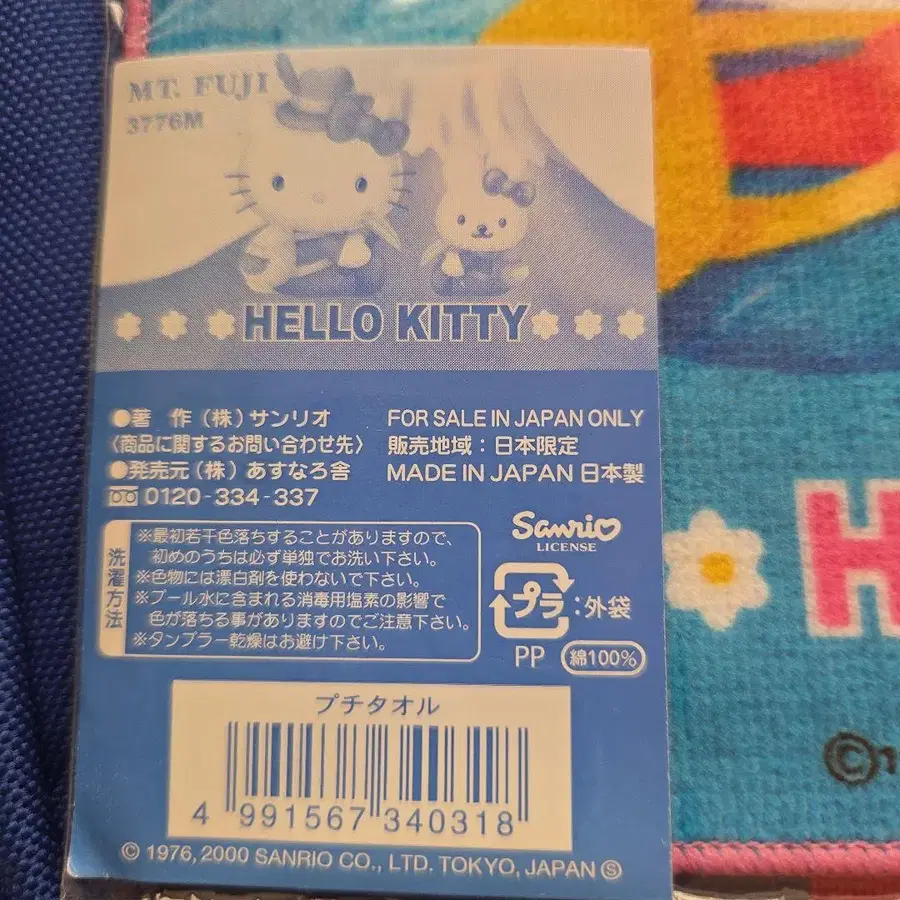 MT. FUJI
3776M
HELLO KITTY
●著　作（株）サンリオ
〈商品に関するお問い合わせ先〉
●発売元（株）あすなろ舎
0120-334-337
FOR SALE IN JAPAN ONLY
販売地域：日本限定
MADE IN JAPAN 日本製
洗濯方法
※最初若干色落ちすることがありますので、
初めのうちは必ず単独でお洗い下さい。
※色物には漂白剤を使わないで下さい。
※プール水に含まれる消毒用塩素の影響で
色が落ちる事がありますのでご注意下さい。
※タンブラー乾燥はお避け下さい。
Sanrio
LICENSE
プラ：外袋
PP 綿100%
プチタオル
4 991567 340318
© 1976, 2000 SANRIO CO., LTD. TOKYO, JAPAN Ⓢ
H
©1